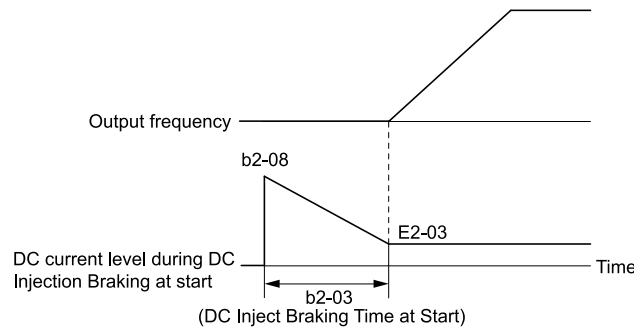 Output frequency
b2-08
E2-03
DC current level during DC
Injection Braking at start
Time
b2-03
(DC Inject Braking Time at Start)